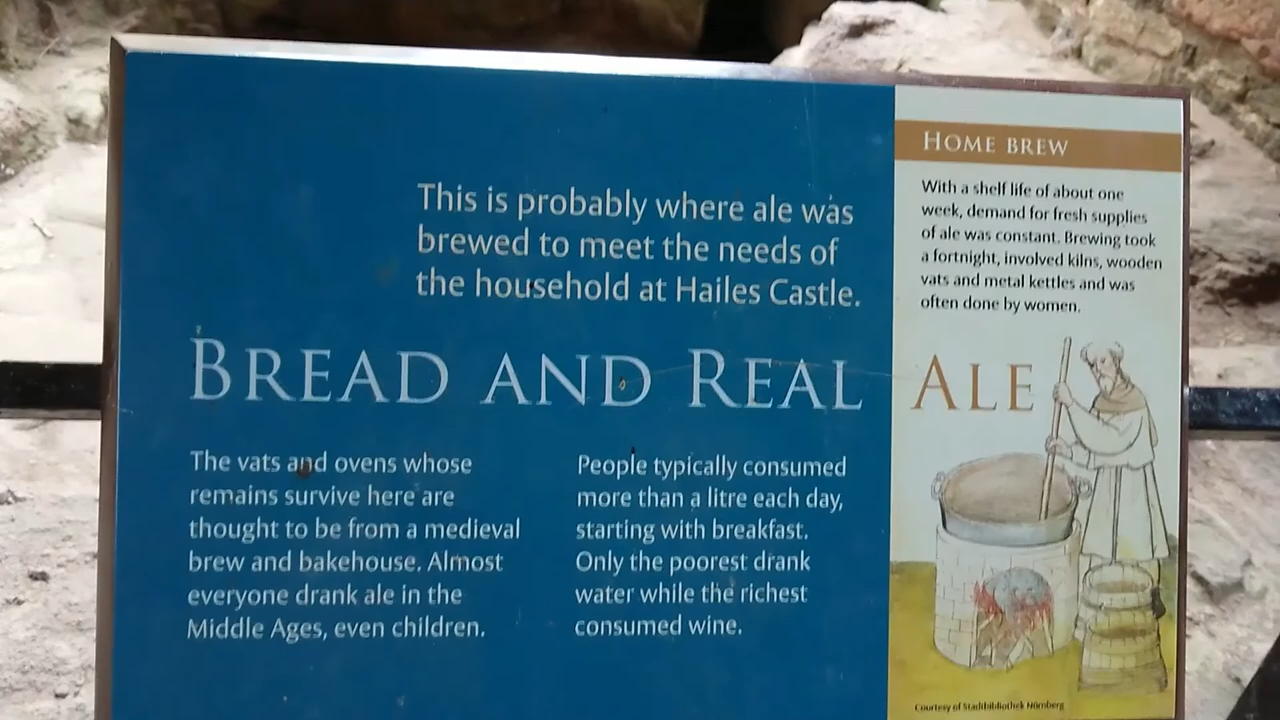 This is probably where ale was
brewed to meet the needs of
the household at Hailes Castle.
BREAD AND REAL ALE
The vats and ovens whose
remains survive here are
thought to be from a medieval
brew and bakehouse. Almost
everyone drank ale in the
Middle Ages, even children.
People typically consumed
more than a litre each day,
starting with breakfast.
Only the poorest drank
water while the richest
consumed wine.
HOME BREW
With a shelf life of about one
week, demand for fresh supplies
of ale was constant. Brewing took
a fortnight, involved kilns, wooden
vats and metal kettles and was
often done by women.
Courtesy of Stadtbibliothek Nürnberg